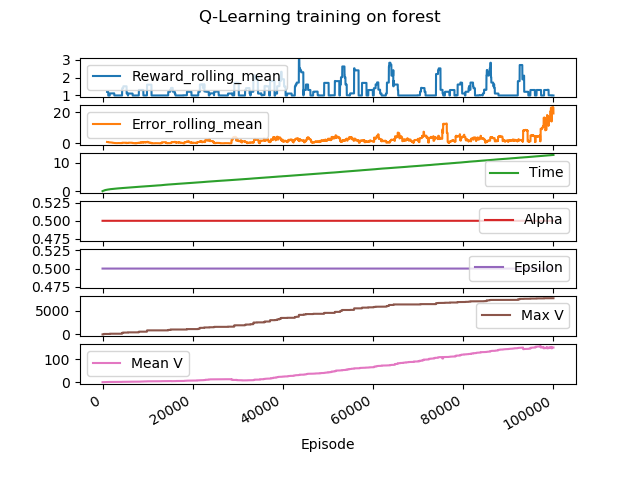 Q-Learning training on forest
3
2
1
Reward_rolling_mean
20
0
Error_rolling_mean
10
0
Time
0.525
0.500
0.475
Alpha
0.525
0.500
0.475
Epsilon
5000
0
Max V
100
0
Mean V
0
20000
40000
60000
80000
100000
Episode